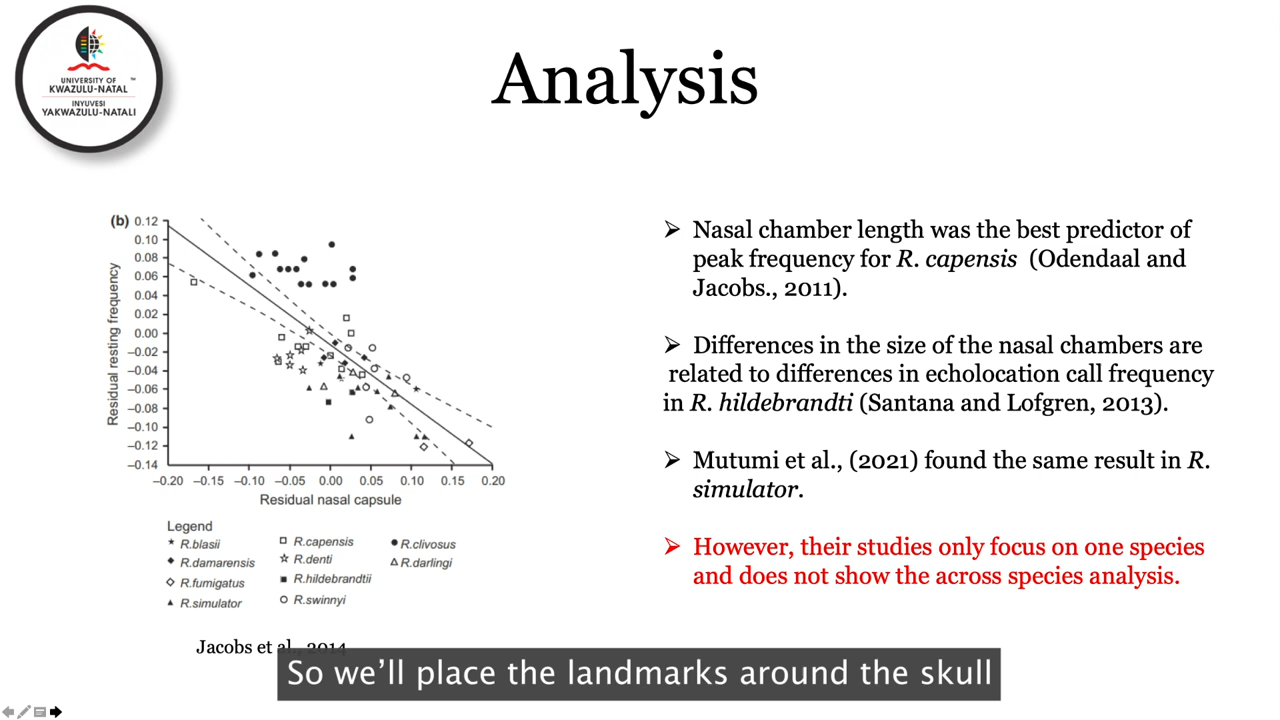 UNIVERSITY OF ™
KWAZULU-NATAL
INYUVESI
YAKWAZULU-NATALI
Analysis
(b)
0.12
0.10
0.08
0.06
0.04
0.02
0.00
–0.02
–0.04
–0.06
–0.08
–0.10
–0.12
–0.14
Residual resting frequency
–0.20 –0.15 –0.10 –0.05 0.00 0.05 0.10 0.15 0.20
Residual nasal capsule
Legend
R.blasii
R.damarensis
R.fumigatus
R.simulator
R.capensis
R.denti
R.hildebrandtii
R.swinnyi
R.clivosus
R.darlingi
Jacobs et al., 2014
➢ Nasal chamber length was the best predictor of
peak frequency for R. capensis (Odendaal and
Jacobs., 2011).
➢ Differences in the size of the nasal chambers are
related to differences in echolocation call frequency
in R. hildebrandti (Santana and Lofgren, 2013).
➢ Mutumi et al., (2021) found the same result in R.
simulator.
➢ However, their studies only focus on one species
and does not show the across species analysis.
So we’ll place the landmarks around the skull